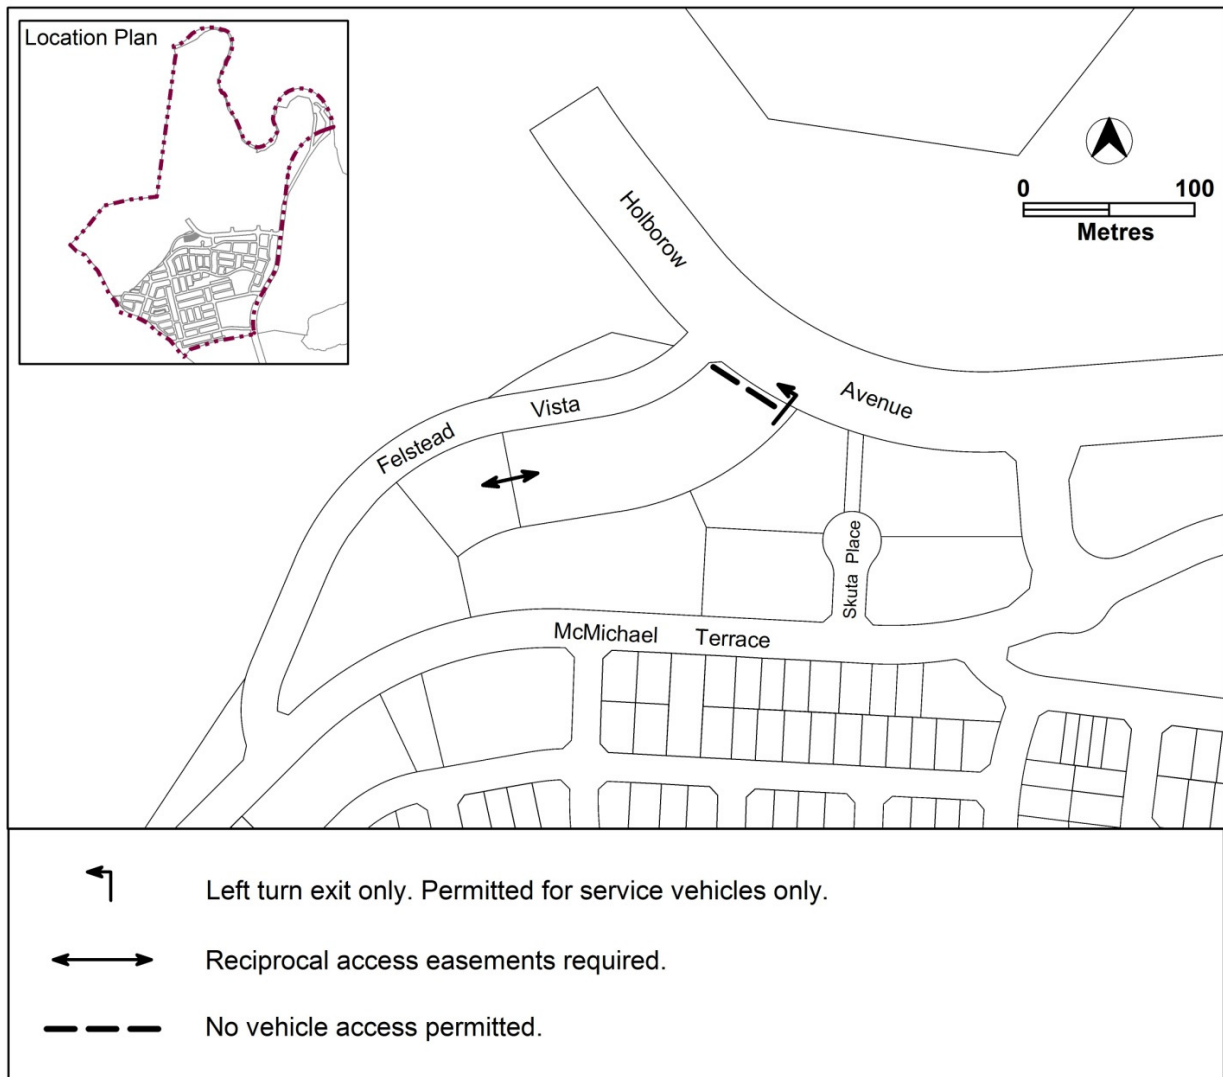 Location Plan
0 100
Metres
Holborow
Avenue
Vista
Felstead
Skuta Place
McMichael Terrace
Left turn exit only. Permitted for service vehicles only.
Reciprocal access easements required.
No vehicle access permitted.